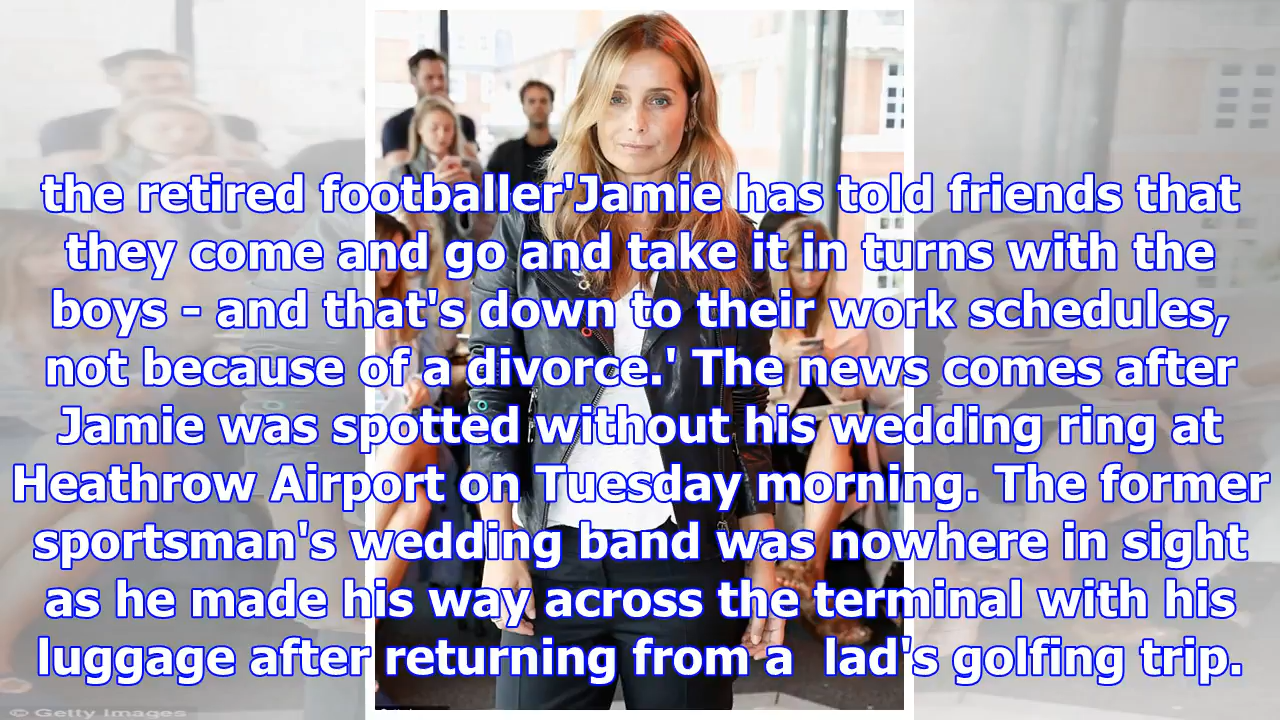 the retired footballer'Jamie has told friends that
they come and go and take it in turns with the
boys - and that's down to their work schedules,
not because of a divorce.' The news comes after
Jamie was spotted without his wedding ring at
Heathrow Airport on Tuesday morning. The former
sportsman's wedding band was nowhere in sight
as he made his way across the terminal with his
luggage after returning from a  lad's golfing trip.
© Getty Images